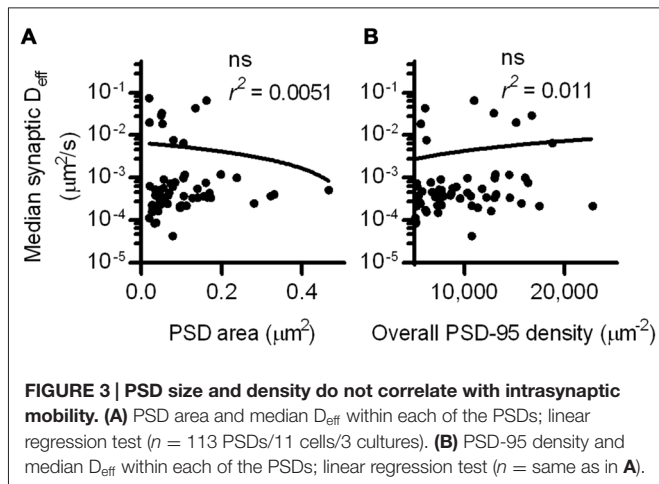 A
B
ns
r² = 0.0051
ns
r² = 0.011
Median synaptic D_eff
(μm²/s)
10⁻¹
10⁻²
10⁻³
10⁻⁴
10⁻⁵
10⁻¹
10⁻²
10⁻³
10⁻⁴
10⁻⁵
0.0
0.2
0.4
10,000
20,000
PSD area (μm²)
Overall PSD-95 density (μm⁻²)
FIGURE 3 | PSD size and density do not correlate with intrasynaptic
mobility. (A) PSD area and median D_eff within each of the PSDs; linear
regression test (n = 113 PSDs/11 cells/3 cultures). (B) PSD-95 density and
median D_eff within each of the PSDs; linear regression test (n = same as in A).